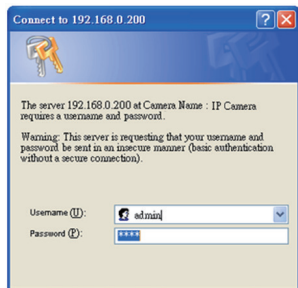 Connect to 192.168.0.200
The server 192.168.0.200 at Camera Name : IP Camera
requires a username and password.
Warning: This server is requesting that your username and
password be sent in an insecure manner (basic authentication
without a secure connection).
Username (U): admin
Password (P): ****